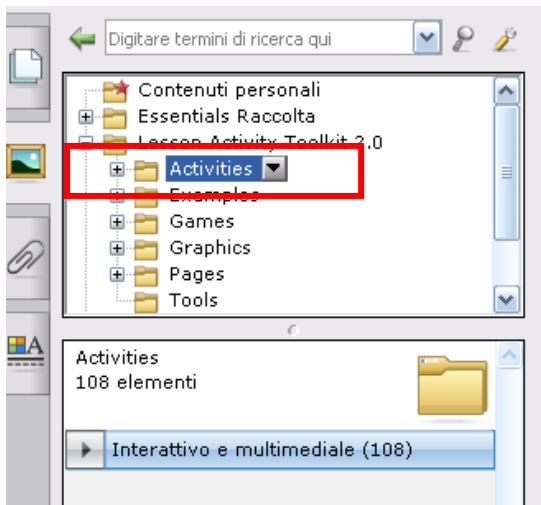 Digitare termini di ricerca qui
Contenuti personali
Essentials Raccolta
Lesson Activity Toolkit 2.0
Activities
Examples
Games
Graphics
Pages
Tools
A
Activities
108 elementi
Interattivo e multimediale (108)